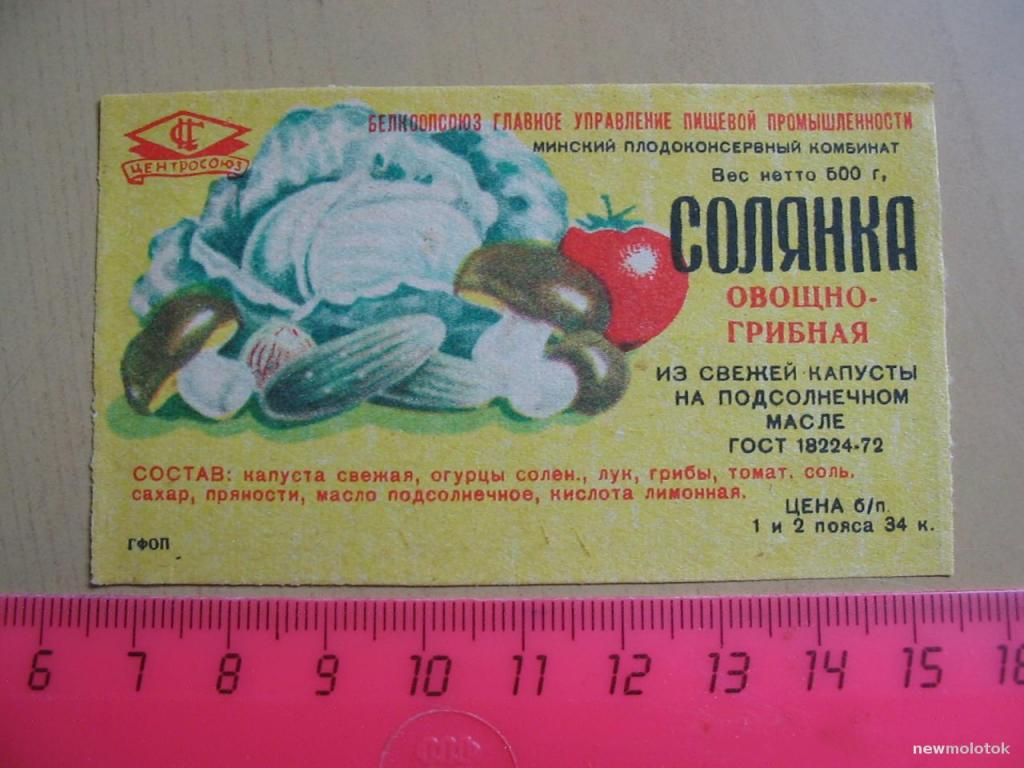 ЦЕНТРОСОЮЗ
БЕЛКООПСОЮЗ ГЛАВНОЕ УПРАВЛЕНИЕ ПИЩЕВОЙ ПРОМЫШЛЕННОСТИ
МИНСКИЙ ПЛОДОКОНСЕРВНЫЙ КОМБИНАТ
Вес нетто 500 г,
СОЛЯНКА
ОВОЩНО-
ГРИБНАЯ
ИЗ СВЕЖЕЙ КАПУСТЫ
НА ПОДСОЛНЕЧНОМ
МАСЛЕ
ГОСТ 18224-72
СОСТАВ: капуста свежая, огурцы солен., лук, грибы, томат. соль.
сахар, пряности, масло подсолнечное, кислота лимонная.
ЦЕНА б/п.
1 и 2 пояса 34 к.
ГФОП
6 7 8 9 10 11 12 13 14 15 16
newmolotok